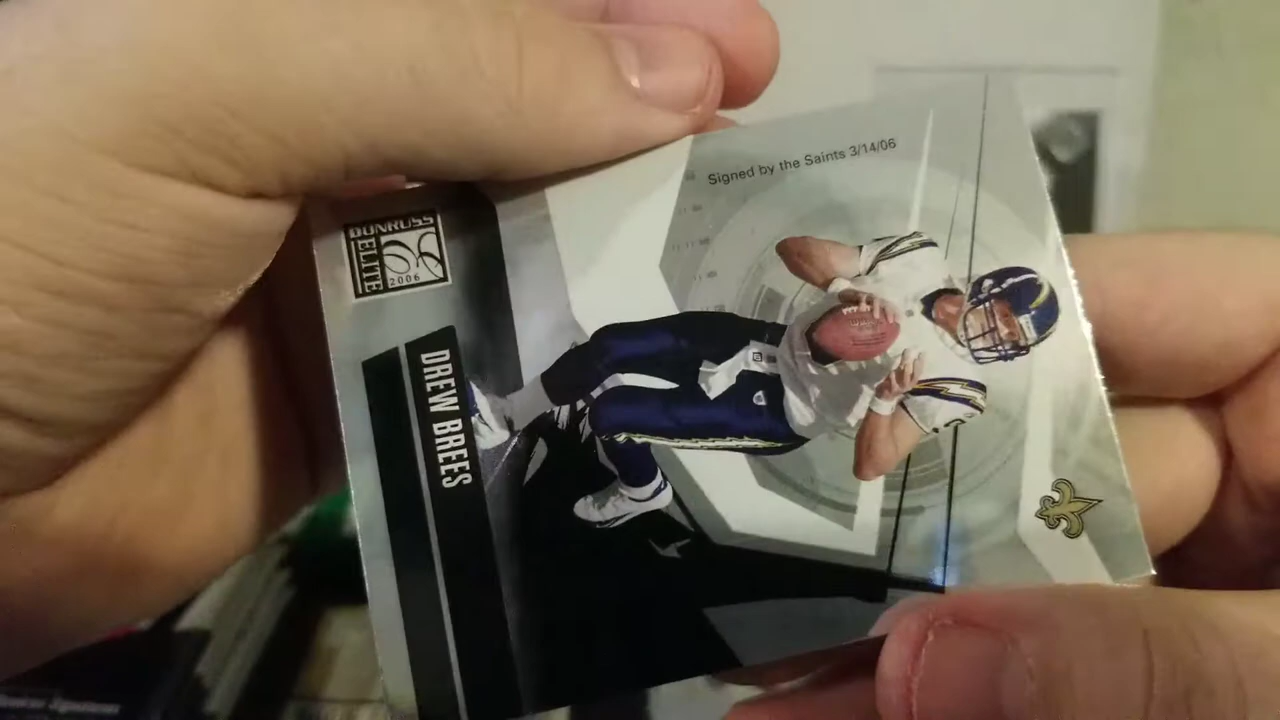 Signed by the Saints 3/14/06
DONRUSS
ELITE
2006
DREW BREES